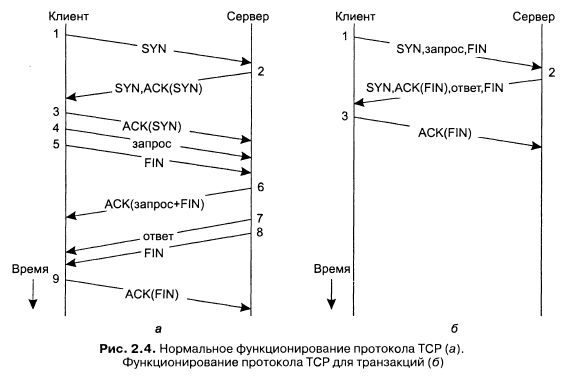 Клиент
Сервер
1
SYN
2
SYN,ACK(SYN)
3
ACK(SYN)
4
запрос
5
FIN
6
ACK(запрос+FIN)
7
ответ
8
FIN
Время
9
ACK(FIN)
а
Клиент
Сервер
1
SYN,запрос,FIN
2
SYN,ACK(FIN),ответ,FIN
3
ACK(FIN)
Время
б
Рис. 2.4. Нормальное функционирование протокола TCP (а).
Функционирование протокола TCP для транзакций (б)